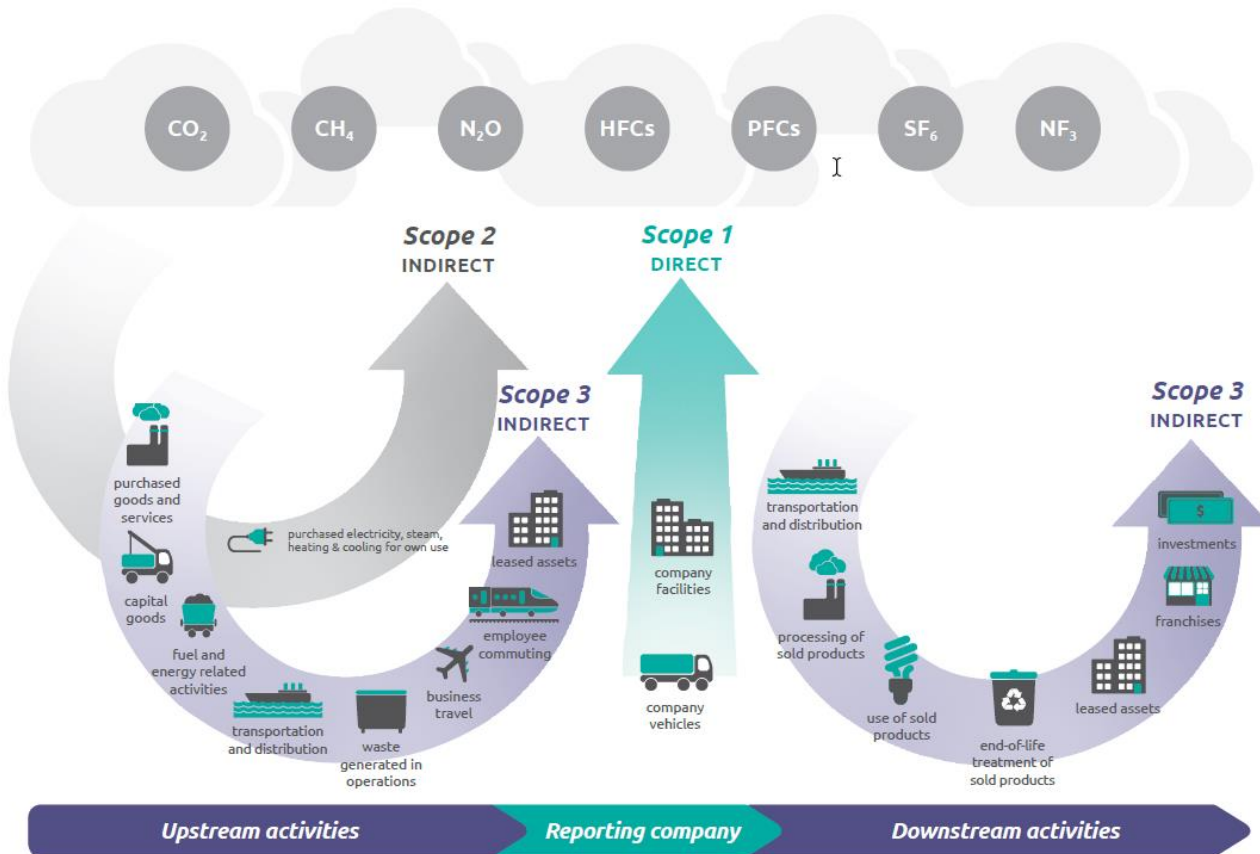 CO₂
CH₄
N₂O
HFCs
PFCs
SF₆
NF₃
Scope 2
INDIRECT
Scope 1
DIRECT
Scope 3
INDIRECT
Scope 3
INDIRECT
purchased
goods and
services
capital
goods
fuel and
energy related
activities
transportation
and distribution
waste
generated in
operations
business
travel
employee
commuting
leased assets
purchased electricity, steam,
heating & cooling for own use
company
facilities
company
vehicles
transportation
and distribution
processing of
sold products
use of sold
products
end-of-life
treatment of
sold products
leased assets
franchises
$
investments
Upstream activities
Reporting company
Downstream activities